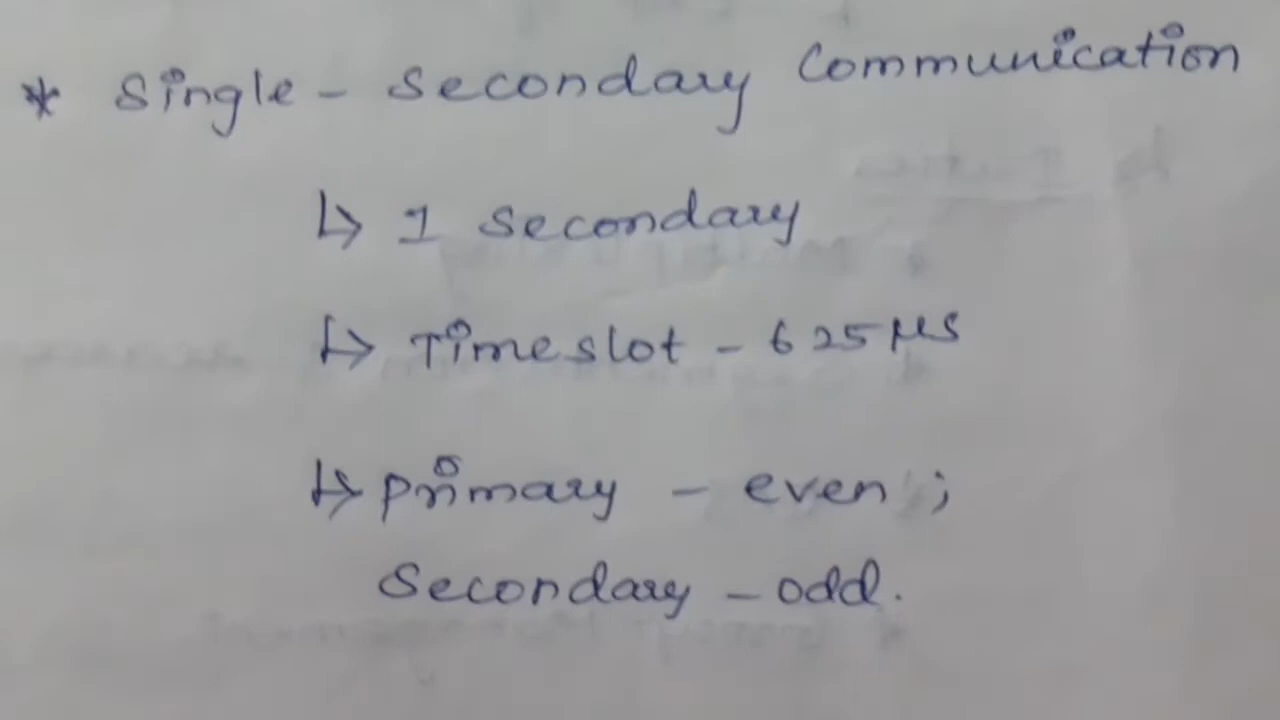 * Single - Secondary Communication
↳ 1 Secondary
↳ Timeslot - 625 μs
↳ Primary - even ;
Secondary - odd.